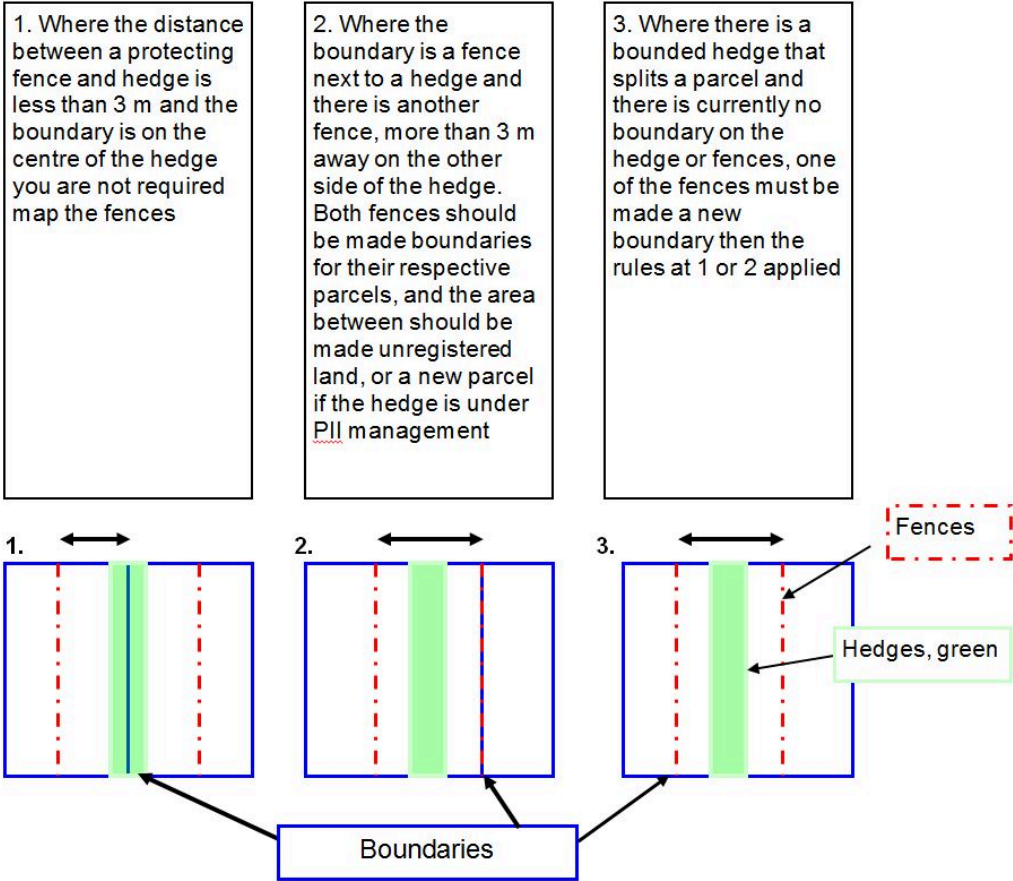 1. Where the distance
between a protecting
fence and hedge is
less than 3 m and the
boundary is on the
centre of the hedge
you are not required
map the fences
2. Where the
boundary is a fence
next to a hedge and
there is another
fence, more than 3 m
away on the other
side of the hedge.
Both fences should
be made boundaries
for their respective
parcels, and the area
between should be
made unregistered
land, or a new parcel
if the hedge is under
PII management
3. Where there is a
bounded hedge that
splits a parcel and
there is currently no
boundary on the
hedge or fences, one
of the fences must be
made a new
boundary then the
rules at 1 or 2 applied
1.
2.
3.
Fences
Hedges, green
Boundaries